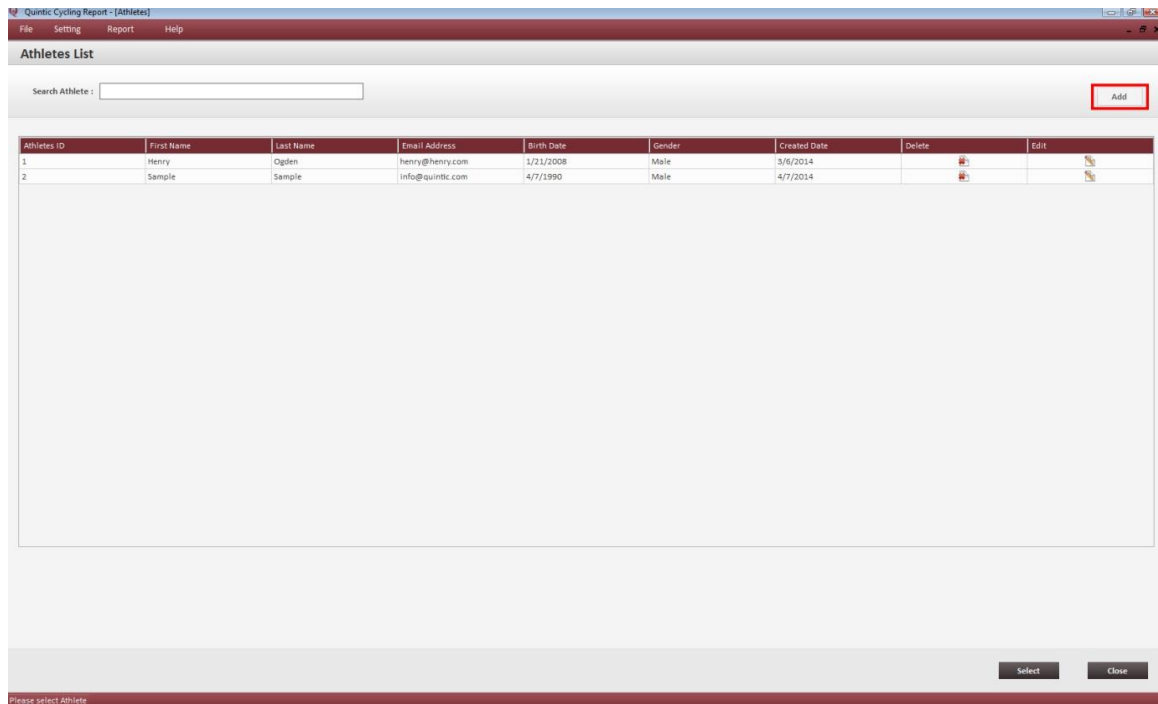 Quintic Cycling Report - [Athletes]
File Setting Report Help
Athletes List
Search Athlete :
Add
Athletes ID First Name Last Name Email Address Birth Date Gender Created Date Delete Edit
1 Henry Ogden henry@henry.com 1/21/2008 Male 3/6/2014
2 Sample Sample info@quintic.com 4/7/1990 Male 4/7/2014
Select Close
Please select Athlete